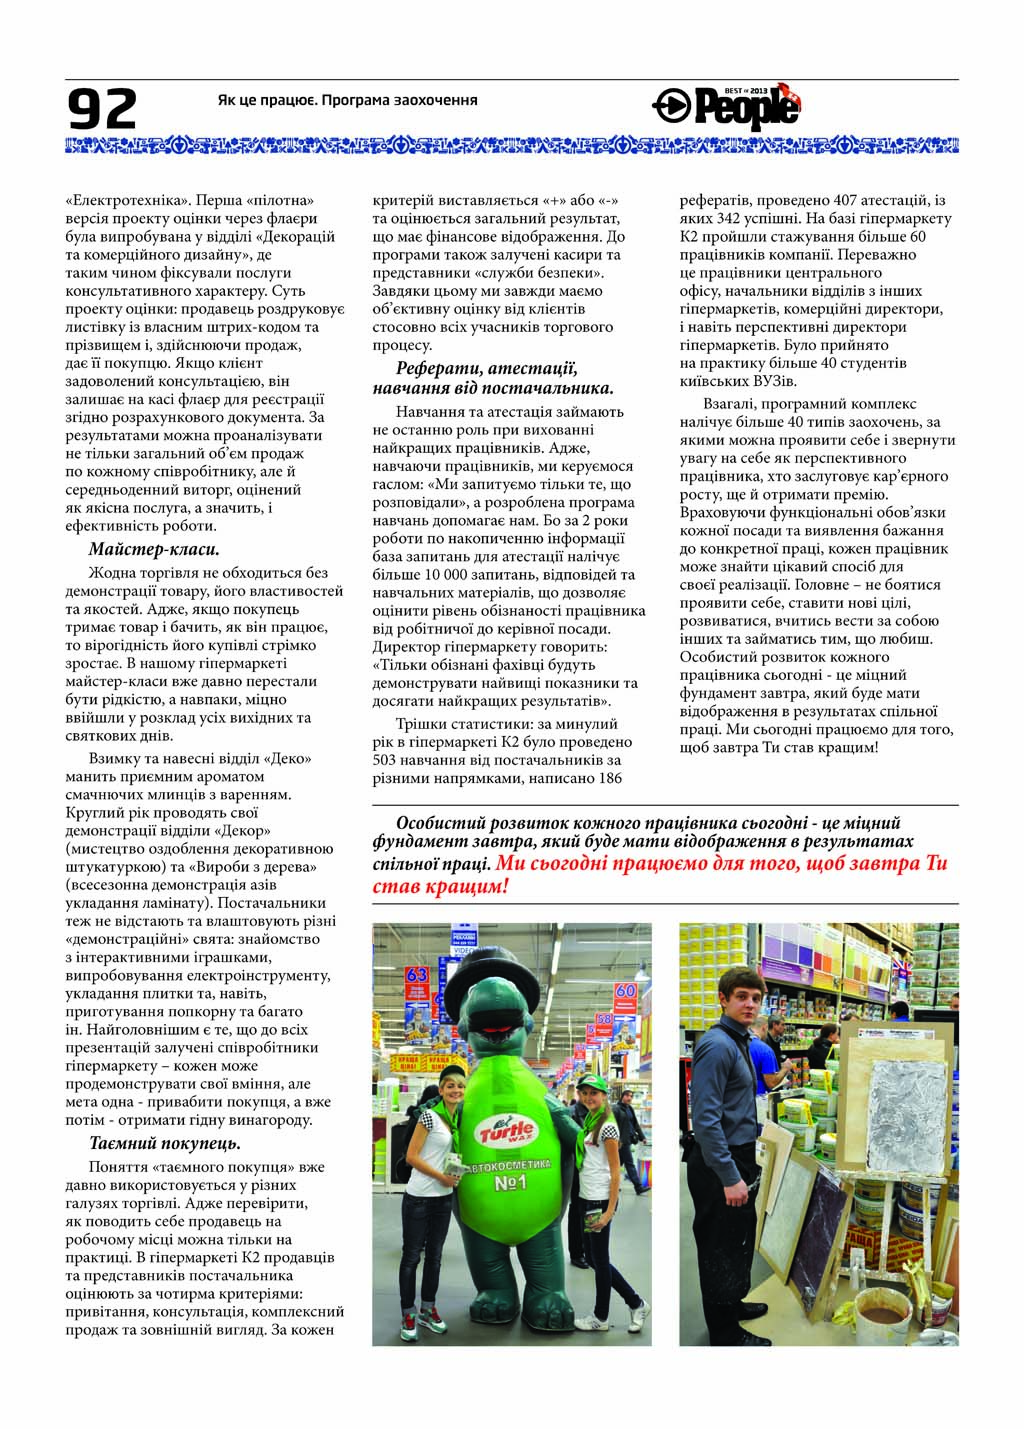 92
Як це працює. Програма заохочення
BEST OF 2013
People
«Електротехніка». Перша «пілотна»
версія проекту оцінки через флаєри
була випробувана у відділі «Декорацій
та комерційного дизайну», де
таким чином фіксували послуги
консультативного характеру. Суть
проекту оцінки: продавець роздруковує
листівку із власним штрих-кодом та
прізвищем і, здійснюючи продаж,
дає її покупцю. Якщо клієнт
задоволений консультацією, він
залишає на касі флаєр для реєстрації
згідно розрахункового документа. За
результатами можна проаналізувати
не тільки загальний об’єм продаж
по кожному співробітнику, але й
середньоденний виторг, оцінений
як якісна послуга, а значить, і
ефективність роботи.
Майстер-класи.
Жодна торгівля не обходиться без
демонстрації товару, його властивостей
та якостей. Адже, якщо покупець
тримає товар і бачить, як він працює,
то вірогідність його купівлі стрімко
зростає. В нашому гіпермаркеті
майстер-класи вже давно перестали
бути рідкістю, а навпаки, міцно
ввійшли у розклад усіх вихідних та
святкових днів.
Взимку та навесні відділ «Деко»
манить приємним ароматом
смачнючих млинців з варенням.
Круглий рік проводять свої
демонстрації відділи «Декор»
(мистецтво оздоблення декоративною
штукатуркою) та «Вироби з дерева»
(всесезонна демонстрація азів
укладання ламінату). Постачальники
теж не відстають та влаштовують різні
«демонстраційні» свята: знайомство
з інтерактивними іграшками,
випробовування електроінструменту,
укладання плитки та, навіть,
приготування попкорну та багато
ін. Найголовнішим є те, що до всіх
презентацій залучені співробітники
гіпермаркету – кожен може
продемонструвати свої вміння, але
мета одна - привабити покупця, а вже
потім - отримати гідну винагороду.
Таємний покупець.
Поняття «таємного покупця» вже
давно використовується у різних
галузях торгівлі. Адже перевірити,
як поводить себе продавець на
робочому місці можна тільки на
практиці. В гіпермаркеті К2 продавців
та представників постачальника
оцінюють за чотирма критеріями:
привітання, консультація, комплексний
продаж та зовнішній вигляд. За кожен
критерій виставляється «+» або «-»
та оцінюється загальний результат,
що має фінансове відображення. До
програми також залучені касири та
представники «служби безпеки».
Завдяки цьому ми завжди маємо
об’єктивну оцінку від клієнтів
стосовно всіх учасників торгового
процесу.
Реферати, атестації,
навчання від постачальника.
Навчання та атестація займають
не останню роль при вихованні
найкращих працівників. Адже,
навчаючи працівників, ми керуємося
гаслом: «Ми запитуємо тільки те, що
розповідали», а розроблена програма
навчань допомагає нам. Бо за 2 роки
роботи по накопиченню інформації
база запитань для атестації налічує
більше 10 000 запитань, відповідей та
навчальних матеріалів, що дозволяє
оцінити рівень обізнаності працівника
від робітничої до керівної посади.
Директор гіпермаркету говорить:
«Тільки обізнані фахівці будуть
демонструвати найвищі показники та
досягати найкращих результатів».
Трішки статистики: за минулий
рік в гіпермаркеті К2 було проведено
503 навчання від постачальників за
різними напрямками, написано 186
рефератів, проведено 407 атестацій, із
яких 342 успішні. На базі гіпермаркету
К2 пройшли стажування більше 60
працівників компанії. Переважно
це працівники центрального
офісу, начальники відділів з інших
гіпермаркетів, комерційні директори,
і навіть перспективні директори
гіпермаркетів. Було прийнято
на практику більше 40 студентів
київських ВУЗів.
Взагалі, програмний комплекс
налічує більше 40 типів заохочень, за
якими можна проявити себе і звернути
увагу на себе як перспективного
працівника, хто заслуговує кар’єрного
росту, ще й отримати премію.
Враховуючи функціональні обов’язки
кожної посади та виявлення бажання
до конкретної праці, кожен працівник
може знайти цікавий спосіб для
своєї реалізації. Головне – не боятися
проявити себе, ставити нові цілі,
розвиватися, вчитись вести за собою
інших та займатись тим, що любиш.
Особистий розвиток кожного
працівника сьогодні - це міцний
фундамент завтра, який буде мати
відображення в результатах спільної
праці. Ми сьогодні працюємо для того,
щоб завтра Ти став кращим!
Особистий розвиток кожного працівника сьогодні - це міцний
фундамент завтра, який буде мати відображення в результатах
спільної праці. Ми сьогодні працюємо для того, щоб завтра Ти
став кращим!
VIDEO
63
60
58
КРАЩА ЦІНА!
Turtle
WAX
АВТОКОСМЕТИКА
№1